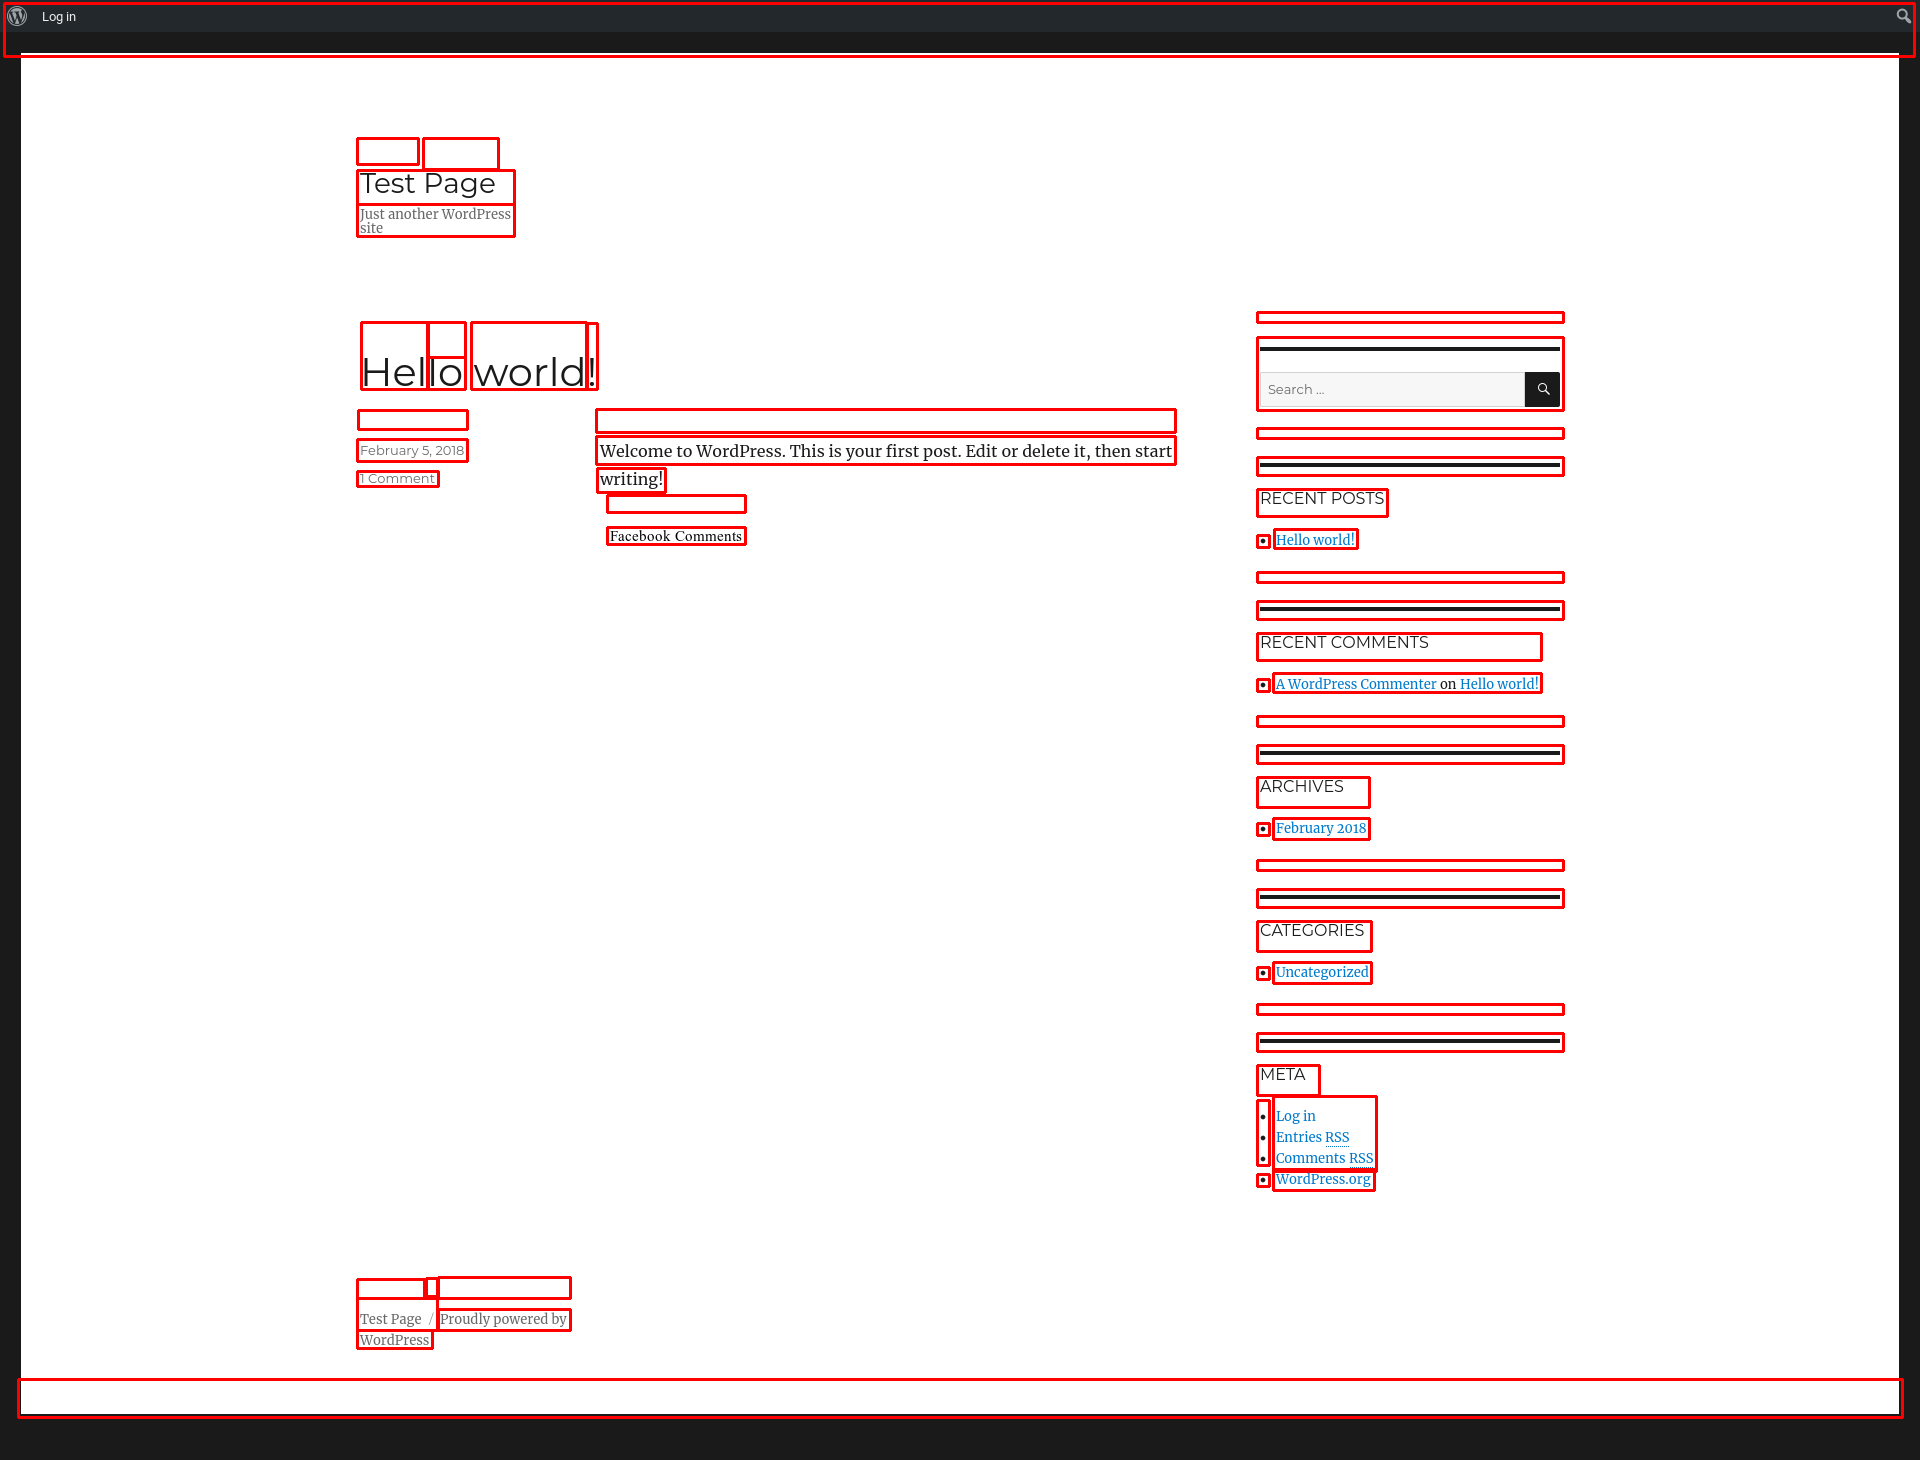 Log in
Test Page
Just another WordPress
site
Hello world!
February 5, 2018
1 Comment
Welcome to WordPress. This is your first post. Edit or delete it, then start
writing!
Facebook Comments
Search ...
RECENT POSTS
Hello world!
RECENT COMMENTS
A WordPress Commenter on Hello world!
ARCHIVES
February 2018
CATEGORIES
Uncategorized
META
Log in
Entries RSS
Comments RSS
WordPress.org
Test Page / Proudly powered by
WordPress